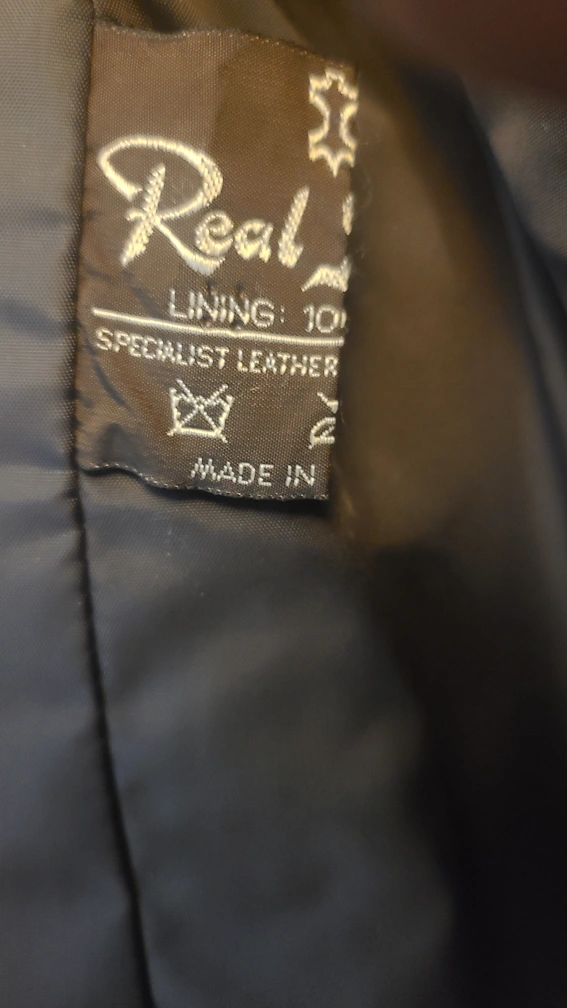 Real
LINING: 10
SPECIALIST LEATHER
MADE IN